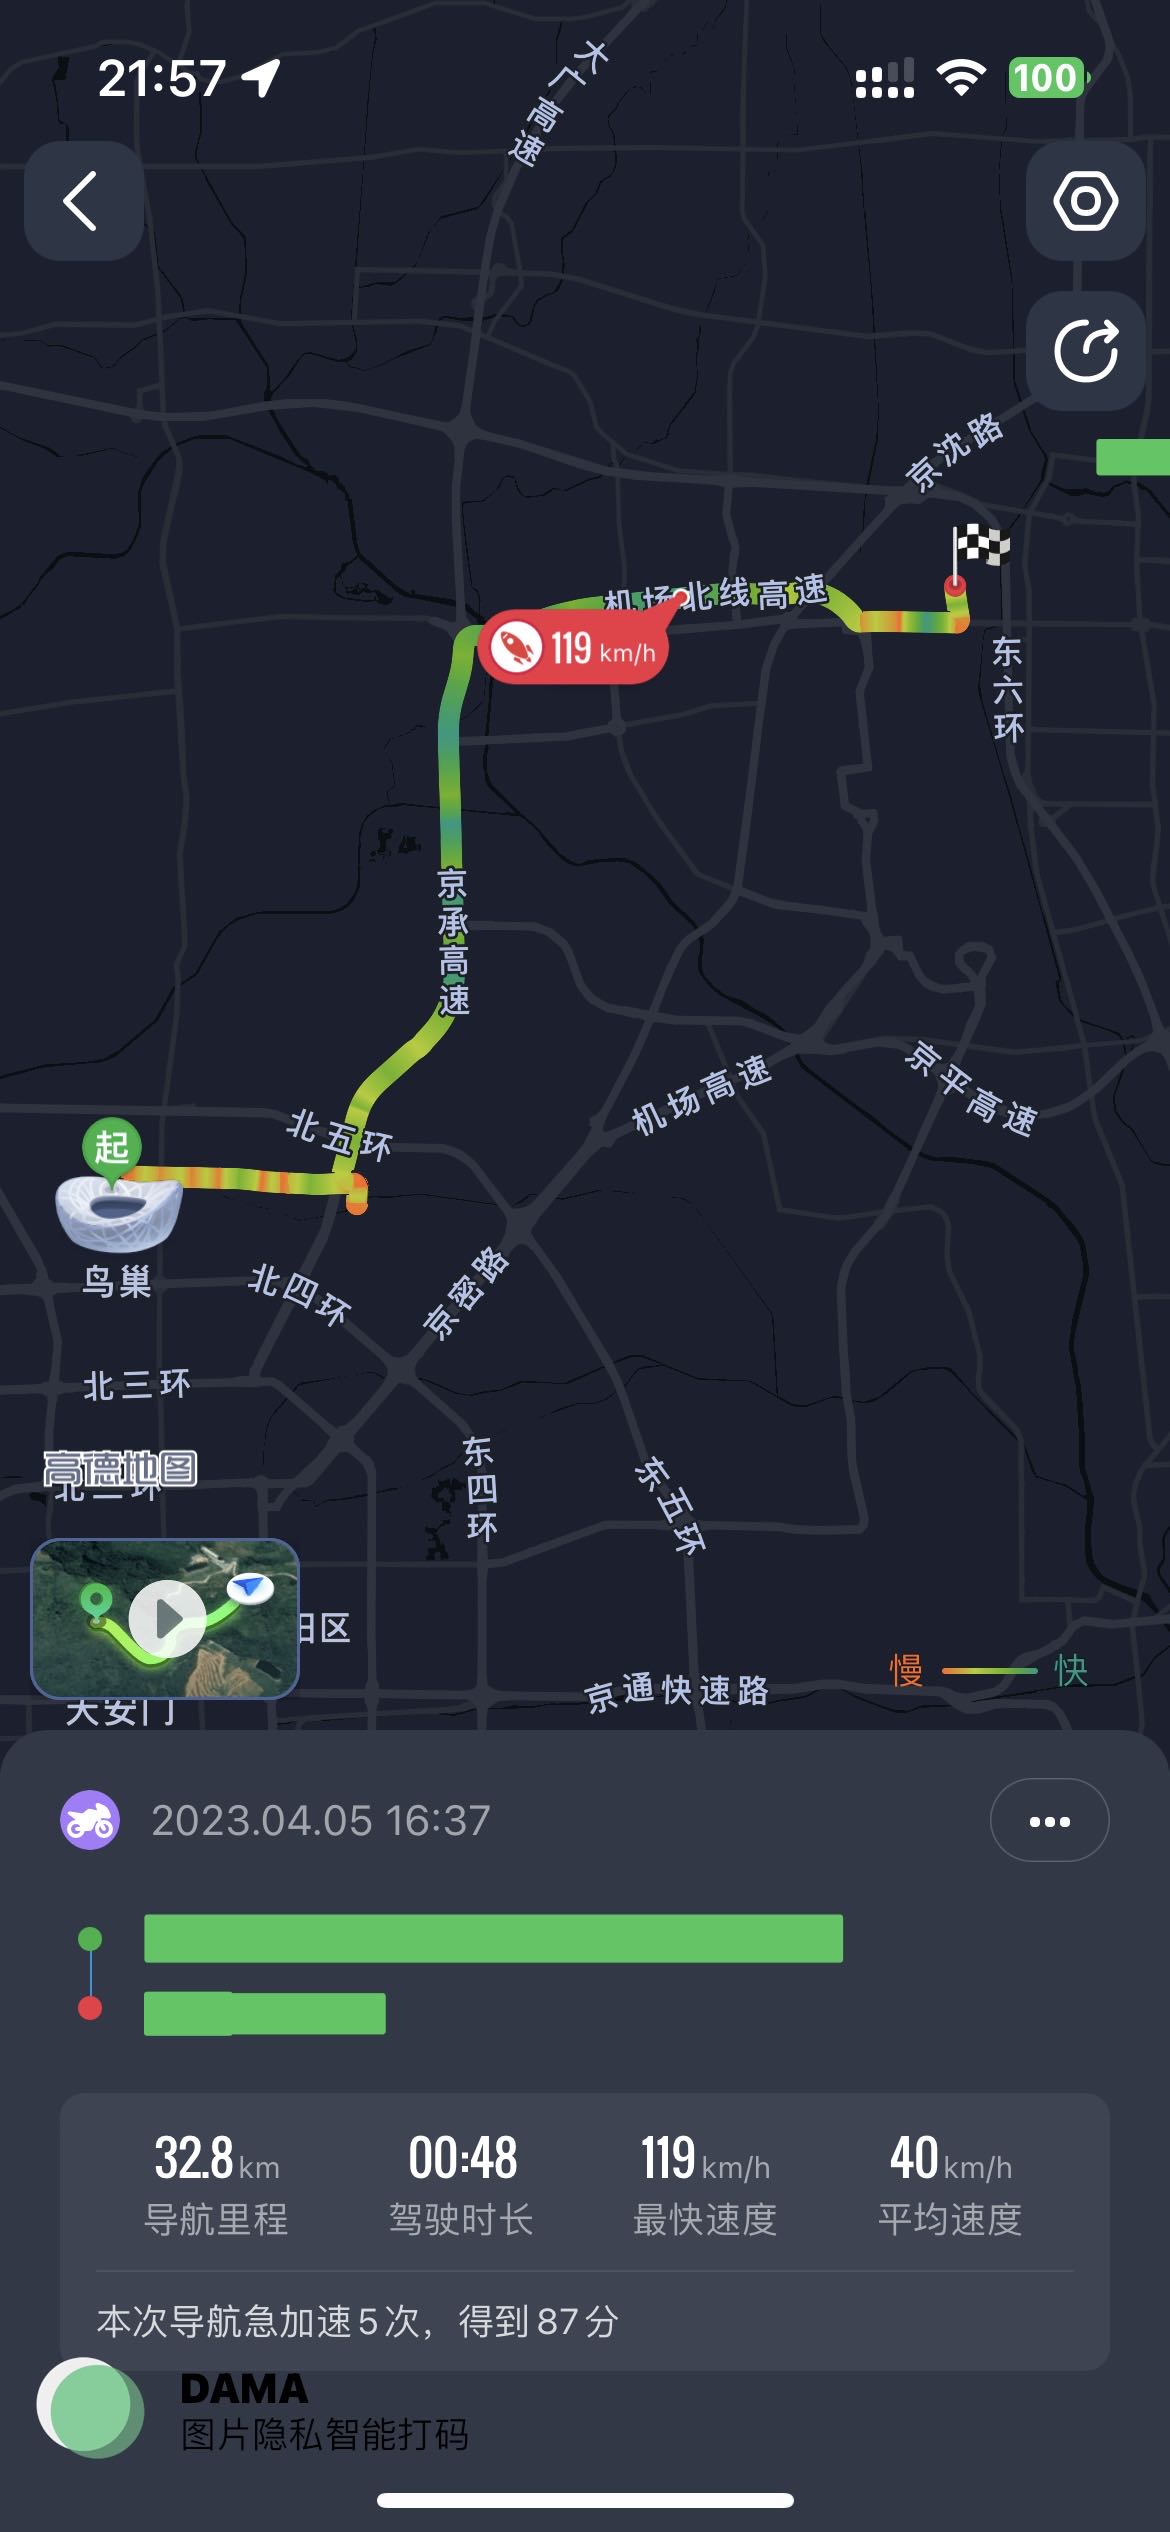 21:57
100
大广高速
京沈路
机场北线高速
119 km/h
东六环
京承高速
机场高速
京平高速
北五环
起
鸟巢
北四环
京密路
北三环
高德地图
北二环
东四环
东五环
阳区
慢
快
京通快速路
天安门
2023.04.05 16:37
32.8 km 00:48 119 km/h 40 km/h
导航里程 驾驶时长 最快速度 平均速度
本次导航急加速5次，得到87分
DAMA
图片隐私智能打码